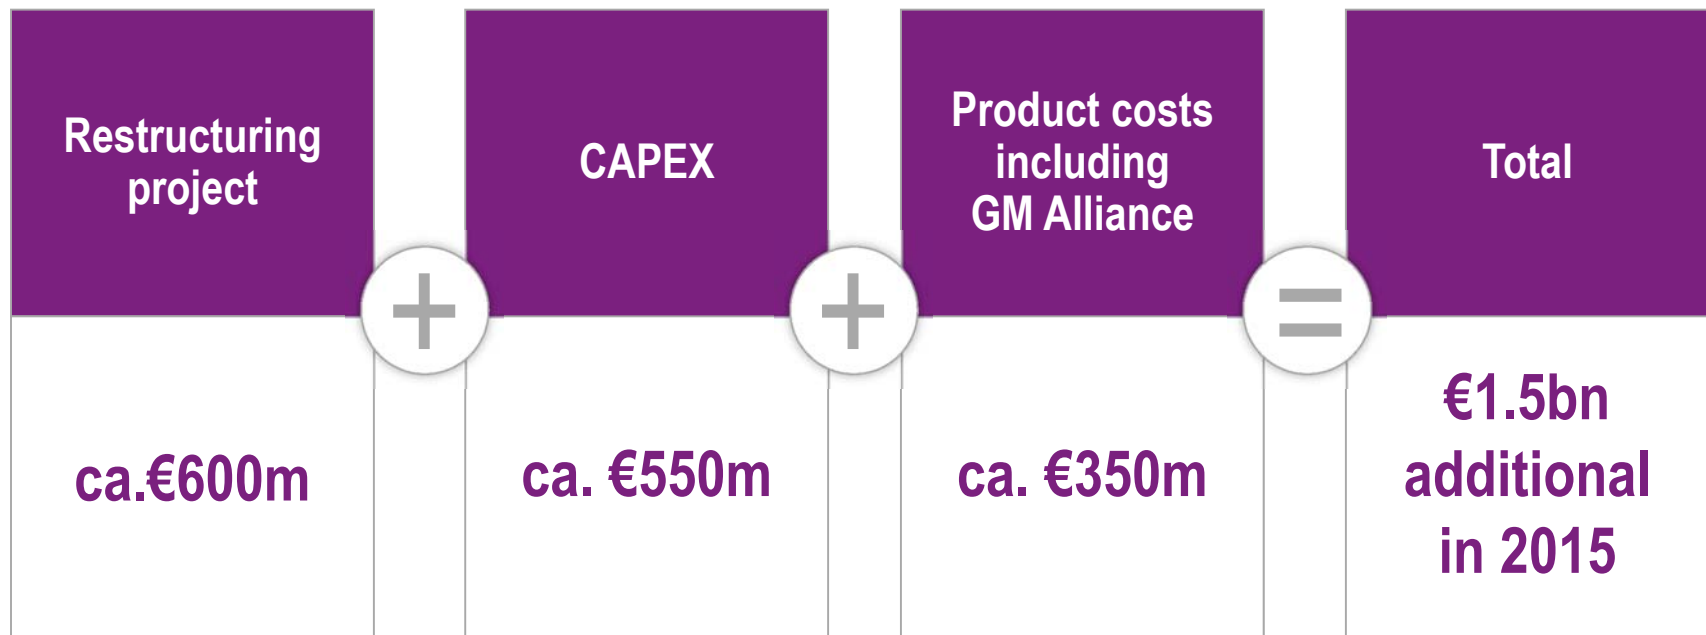 Restructuring
project
ca.€600m
+
CAPEX
ca. €550m
+
Product costs
including
GM Alliance
ca. €350m
=
Total
€1.5bn
additional
in 2015